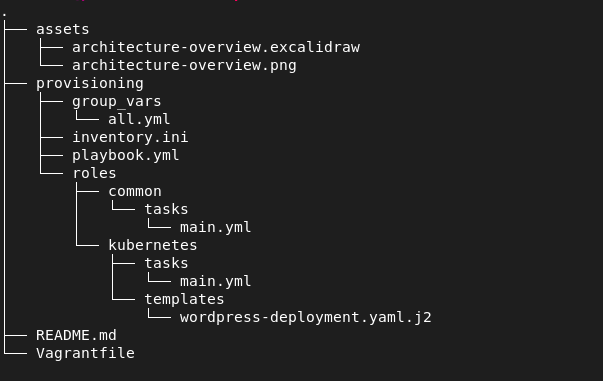 .
├── assets
│   ├── architecture-overview.excalidraw
│   └── architecture-overview.png
├── provisioning
│   ├── group_vars
│   │   └── all.yml
│   ├── inventory.ini
│   ├── playbook.yml
│   └── roles
│       ├── common
│       │   └── tasks
│       │       └── main.yml
│       └── kubernetes
│           ├── tasks
│           │   └── main.yml
│           └── templates
│               └── wordpress-deployment.yaml.j2
├── README.md
└── Vagrantfile